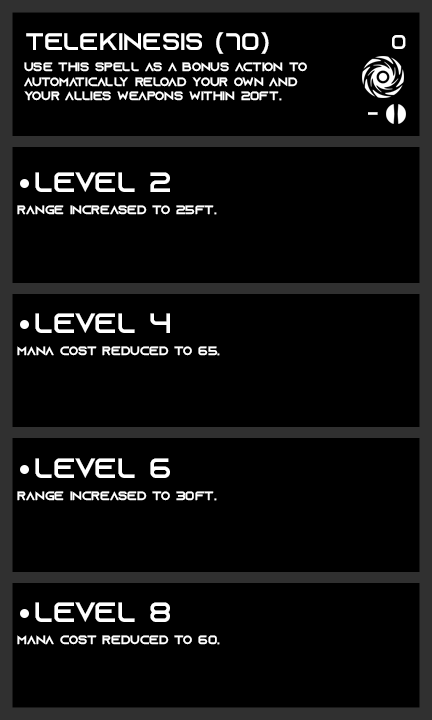 TELEKINESIS (70)
0
USE THIS SPELL AS A BONUS ACTION TO
AUTOMATICALLY RELOAD YOUR OWN AND
YOUR ALLIES WEAPONS WITHIN 20FT.
-
•LEVEL 2
RANGE INCREASED TO 25FT.
•LEVEL 4
MANA COST REDUCED TO 65.
•LEVEL 6
RANGE INCREASED TO 30FT.
•LEVEL 8
MANA COST REDUCED TO 60.